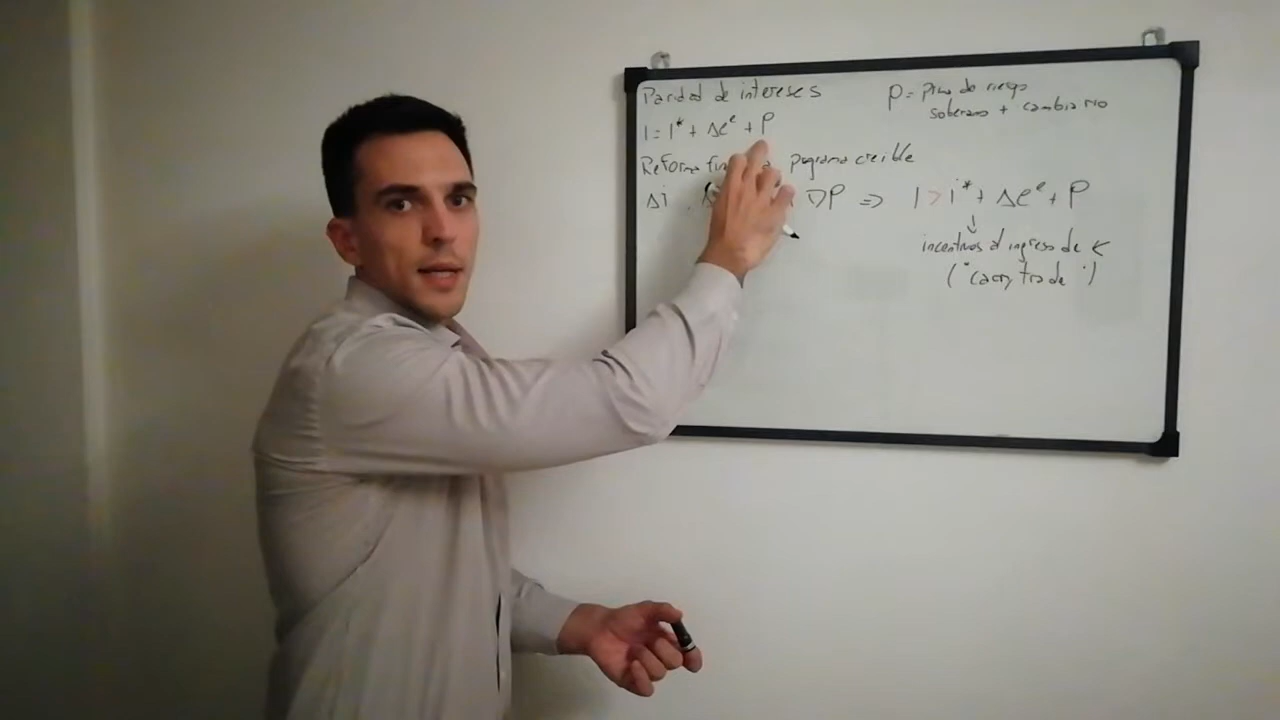 Paridad de intereses
i = i* + Δe^e + P
P = prima de riesgo
soberano + cambiario
Reforma programa creible
Δi ∇P ⇒ i > i* + Δe^e + P
↓
incentivos al ingreso de K
("carry trade")